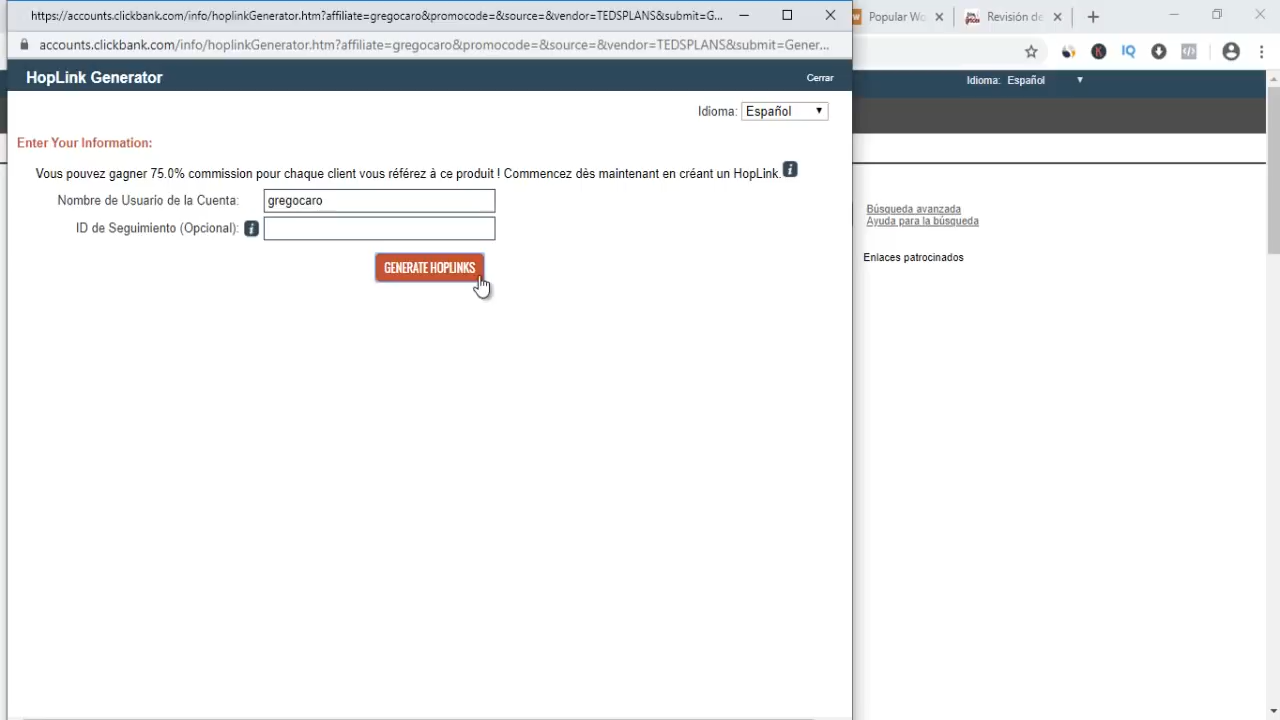 https://accounts.clickbank.com/info/hoplinkGenerator.htm?affiliate=gregocaro&promocode=&source=&vendor=TEDSPLANS&submit=G...
Popular Wo
Revisión de
accounts.clickbank.com/info/hoplinkGenerator.htm?affiliate=gregocaro&promocode=&source=&vendor=TEDSPLANS&submit=Gener...
IQ
HopLink Generator
Cerrar
Idioma: Español
Idioma: Español
Enter Your Information:
Vous pouvez gagner 75.0% commission pour chaque client vous référez à ce produit ! Commencez dès maintenant en créant un HopLink.
Nombre de Usuario de la Cuenta: gregocaro
Búsqueda avanzada
Ayuda para la búsqueda
ID de Seguimiento (Opcional):
Enlaces patrocinados
GENERATE HOPLINKS